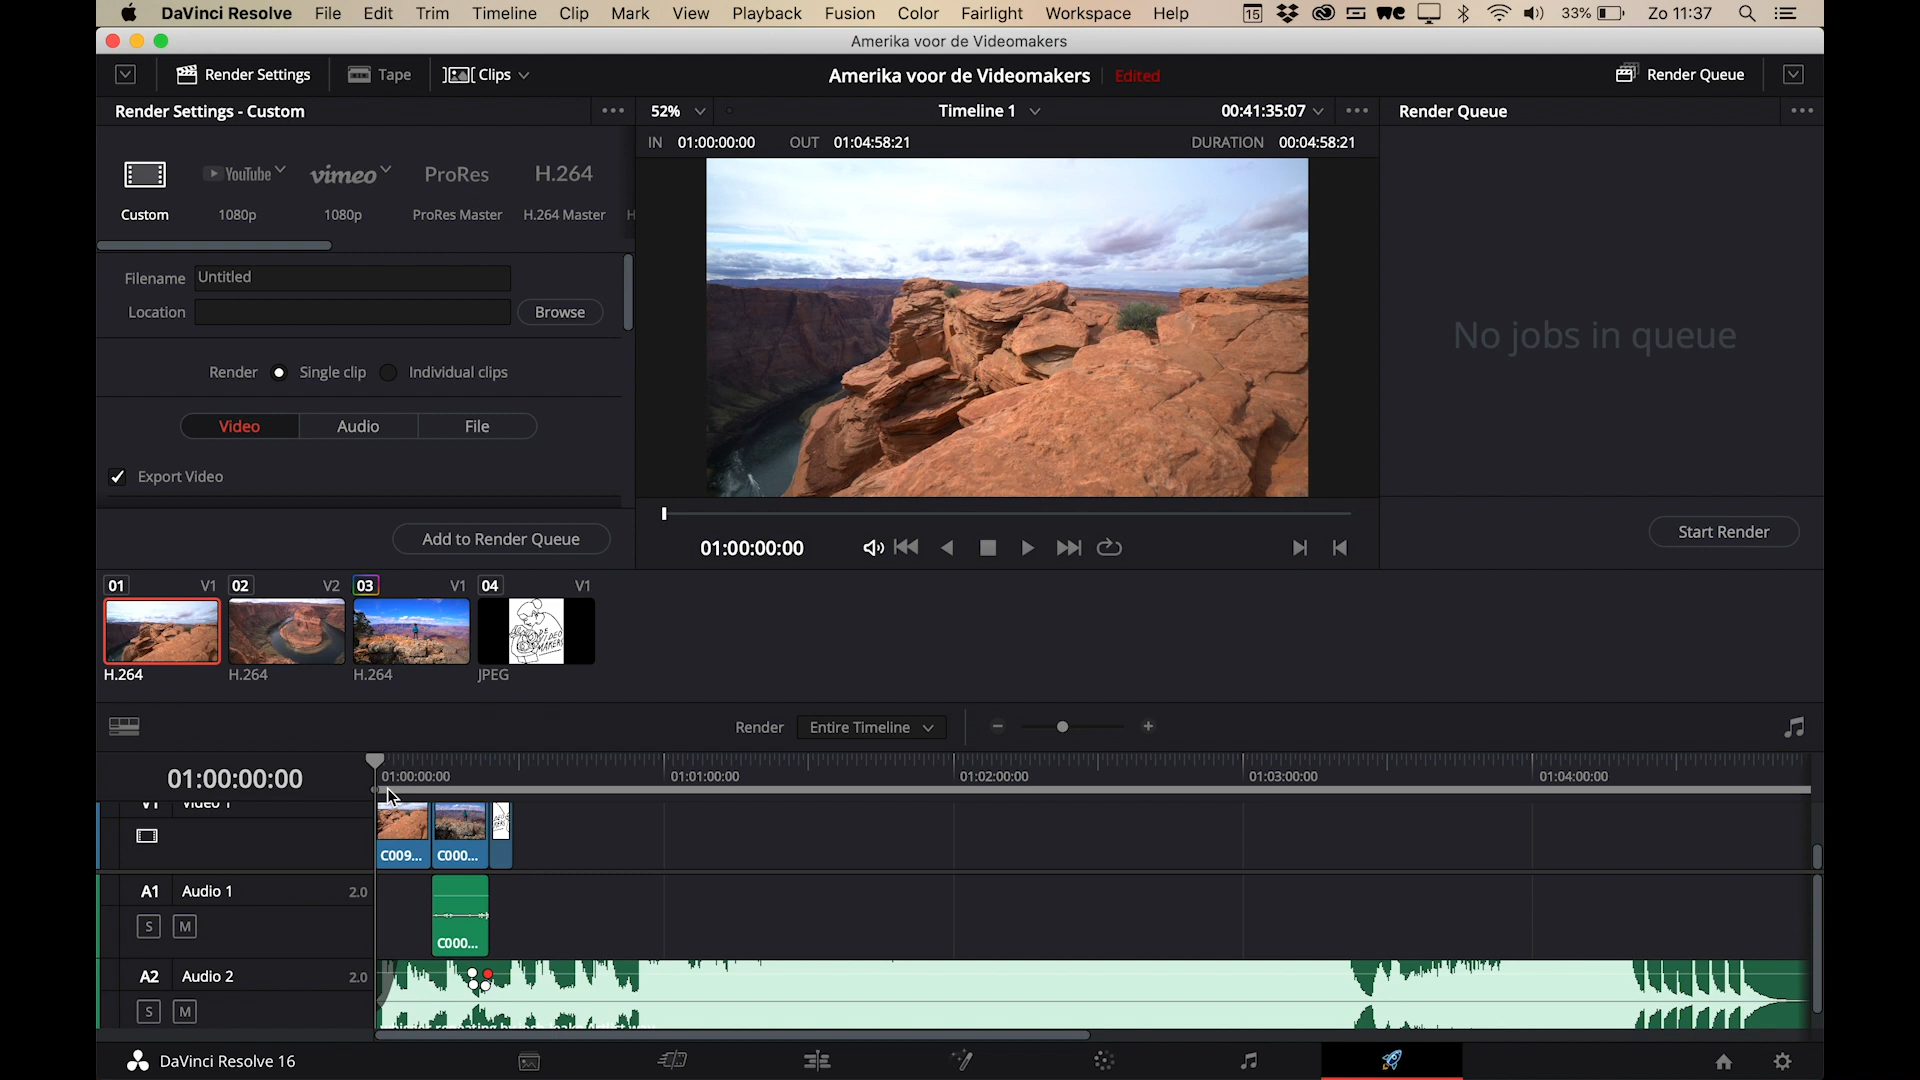 DaVinci Resolve File Edit Trim Timeline Clip Mark View Playback Fusion Color Fairlight Workspace Help 15 33% Zo 11:37
Amerika voor de Videomakers
Render Settings Tape Clips Amerika voor de Videomakers Edited Render Queue
Render Settings - Custom 52% Timeline 1 00:41:35:07 Render Queue
IN 01:00:00:00 OUT 01:04:58:21 DURATION 00:04:58:21
YouTube vimeo ProRes H.264
Custom 1080p 1080p ProRes Master H.264 Master H
Filename Untitled
Location Browse
No jobs in queue
Render Single clip Individual clips
Video Audio File
Export Video
Add to Render Queue Start Render
01:00:00:00
01 V1 02 V2 03 V1 04 V1
DE VIDEO MAKERS
H.264 H.264 H.264 JPEG
Render Entire Timeline
01:00:00:00 01:00:00:00 01:01:00:00 01:02:00:00 01:03:00:00 01:04:00:00
V1 Video 1
C009... C000...
A1 Audio 1 2.0
S M
C000...
A2 Audio 2 2.0
S M
DaVinci Resolve 16